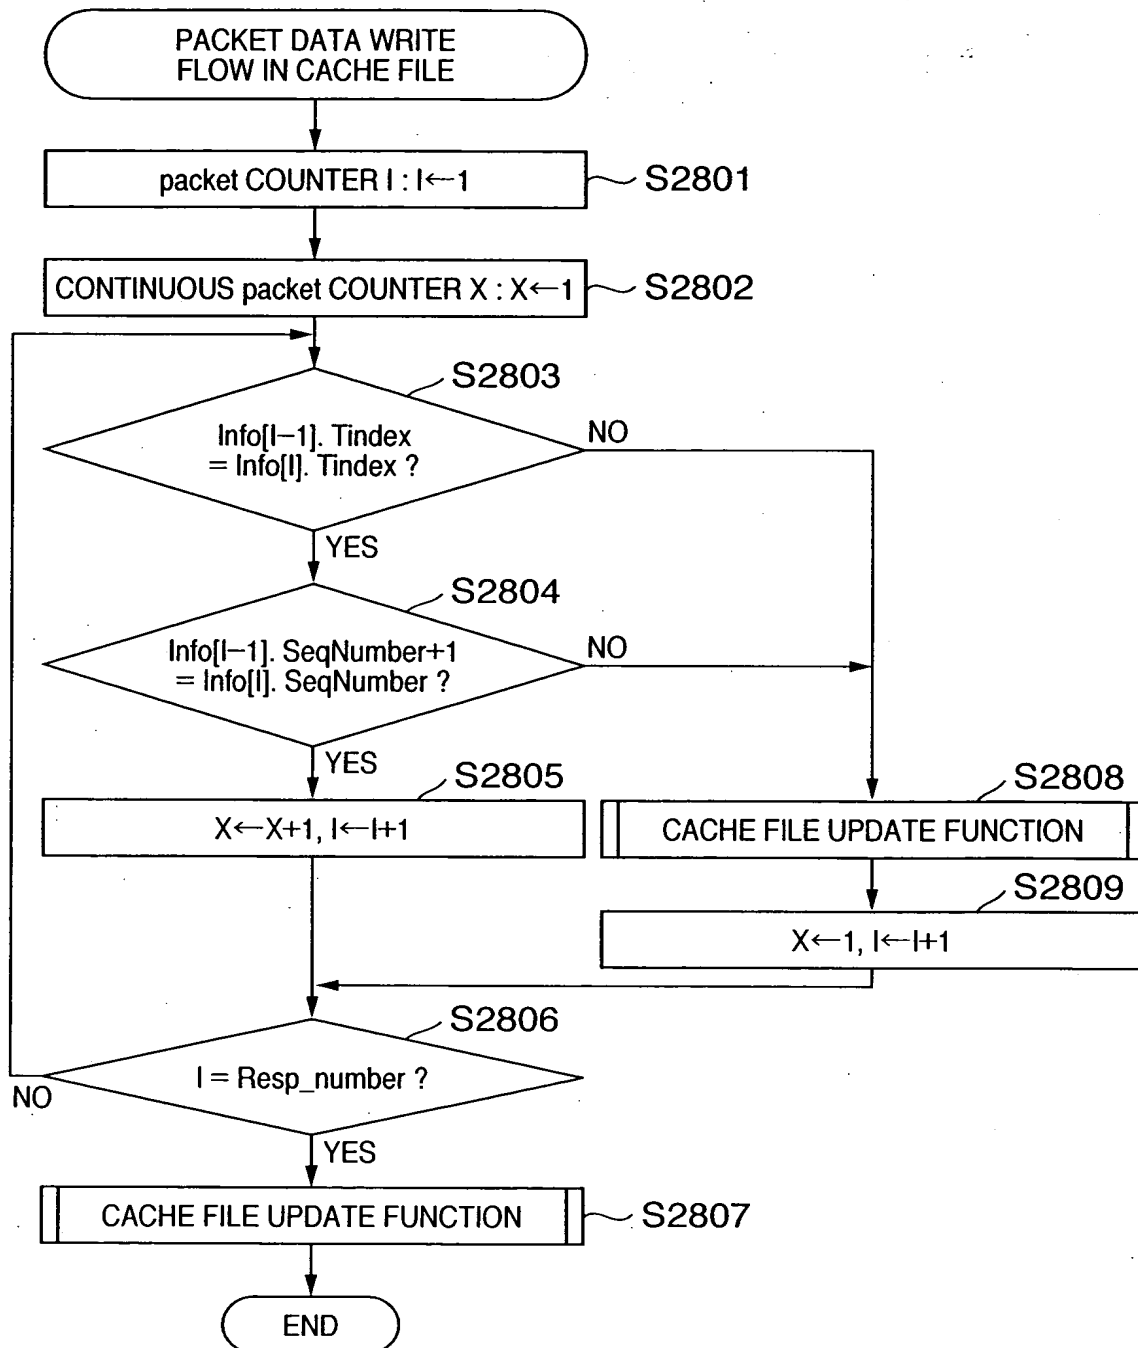 PACKET DATA WRITE
FLOW IN CACHE FILE
packet COUNTER I : I←1
S2801
CONTINUOUS packet COUNTER X : X←1
S2802
S2803
Info[I−1]. Tindex
= Info[I]. Tindex ?
NO
YES
S2804
Info[I−1]. SeqNumber+1
= Info[I]. SeqNumber ?
NO
YES
S2805
X←X+1, I←I+1
S2808
CACHE FILE UPDATE FUNCTION
S2809
X←1, I←I+1
S2806
I = Resp_number ?
NO
YES
CACHE FILE UPDATE FUNCTION
S2807
END